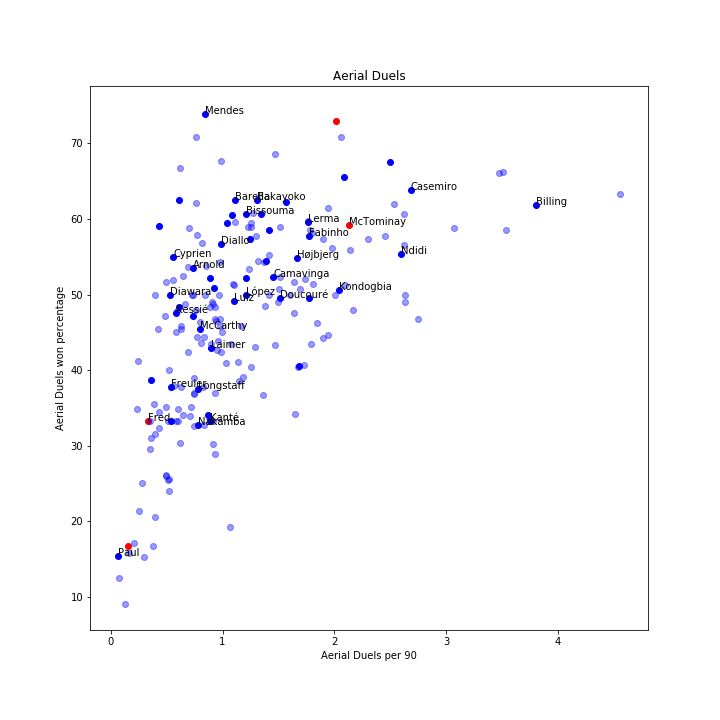 Aerial Duels
Mendes
Casemiro
Barella
Bakayoko
Billing
Bissouma
Lerma
McTominay
Fabinho
Diallo
Ndidi
Cyprien
Højbjerg
Arnold
Camavinga
Kondogbia
Diawara
López
Doucouré
Luiz
Kessié
McCarthy
Laimer
Freuler
Longstaff
Fred
Kanté
Nakamba
Paul
Aerial Duels won percentage
70
60
50
40
30
20
10
0 1 2 3 4
Aerial Duels per 90